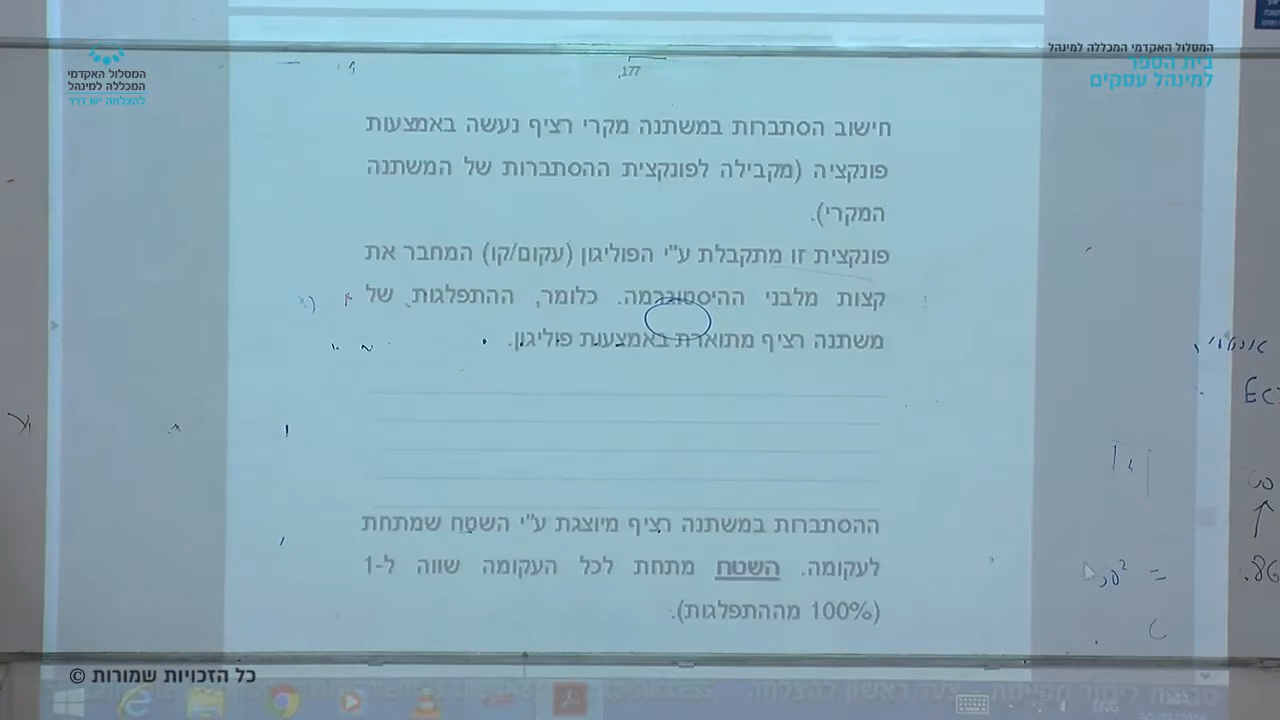 המסלול האקדמי המכללה למינהל
בית הספר
למינהל עסקים
המסלול האקדמי
המכללה למינהל
להצלחה יש דרך
177
חישוב הסתברות במשתנה מקרי רציף נעשה באמצעות
פונקציה (מקבילה לפונקצית ההסתברות של המשתנה
המקרי).
פונקצית זו מתקבלת ע"י הפוליגון (עקום/קו) המחבר את
קצות מלבני ההיסטוגרמה. כלומר, ההתפלגות של
משתנה רציף מתוארת באמצעות פוליגון.
ההסתברות במשתנה רציף מיוצגת ע"י השטח שמתחת
לעקומה. השטח מתחת לכל העקומה שווה ל-1
(100% מההתפלגות).
כל הזכויות שמורות ©
ENG